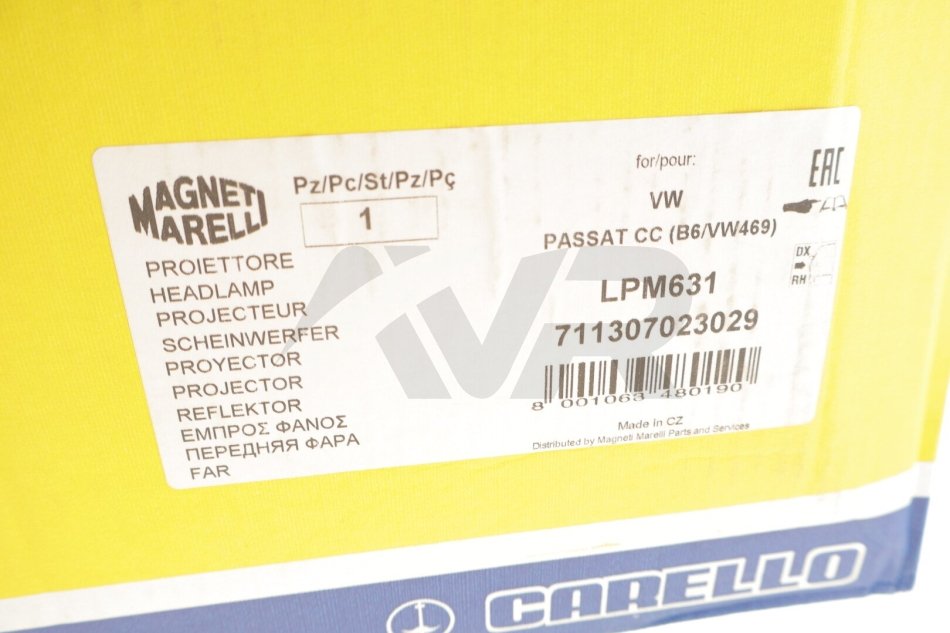 MAGNETI
MARELLI
Pz/Pc/St/Pz/Pç
1
PROIETTORE
HEADLAMP
PROJECTEUR
SCHEINWERFER
PROYECTOR
PROJECTOR
REFLEKTOR
ΕΜΠΡΟΣ ΦΑΝΟΣ
ПЕРЕДНЯЯ ФАРА
FAR
for/pour:
VW
PASSAT CC (B6/VW469)
LPM631
711307023029
8 001063 480190
Made in CZ
Distributed by Magneti Marelli Parts and Services
EAC
DX
RH
VR
CARELLO